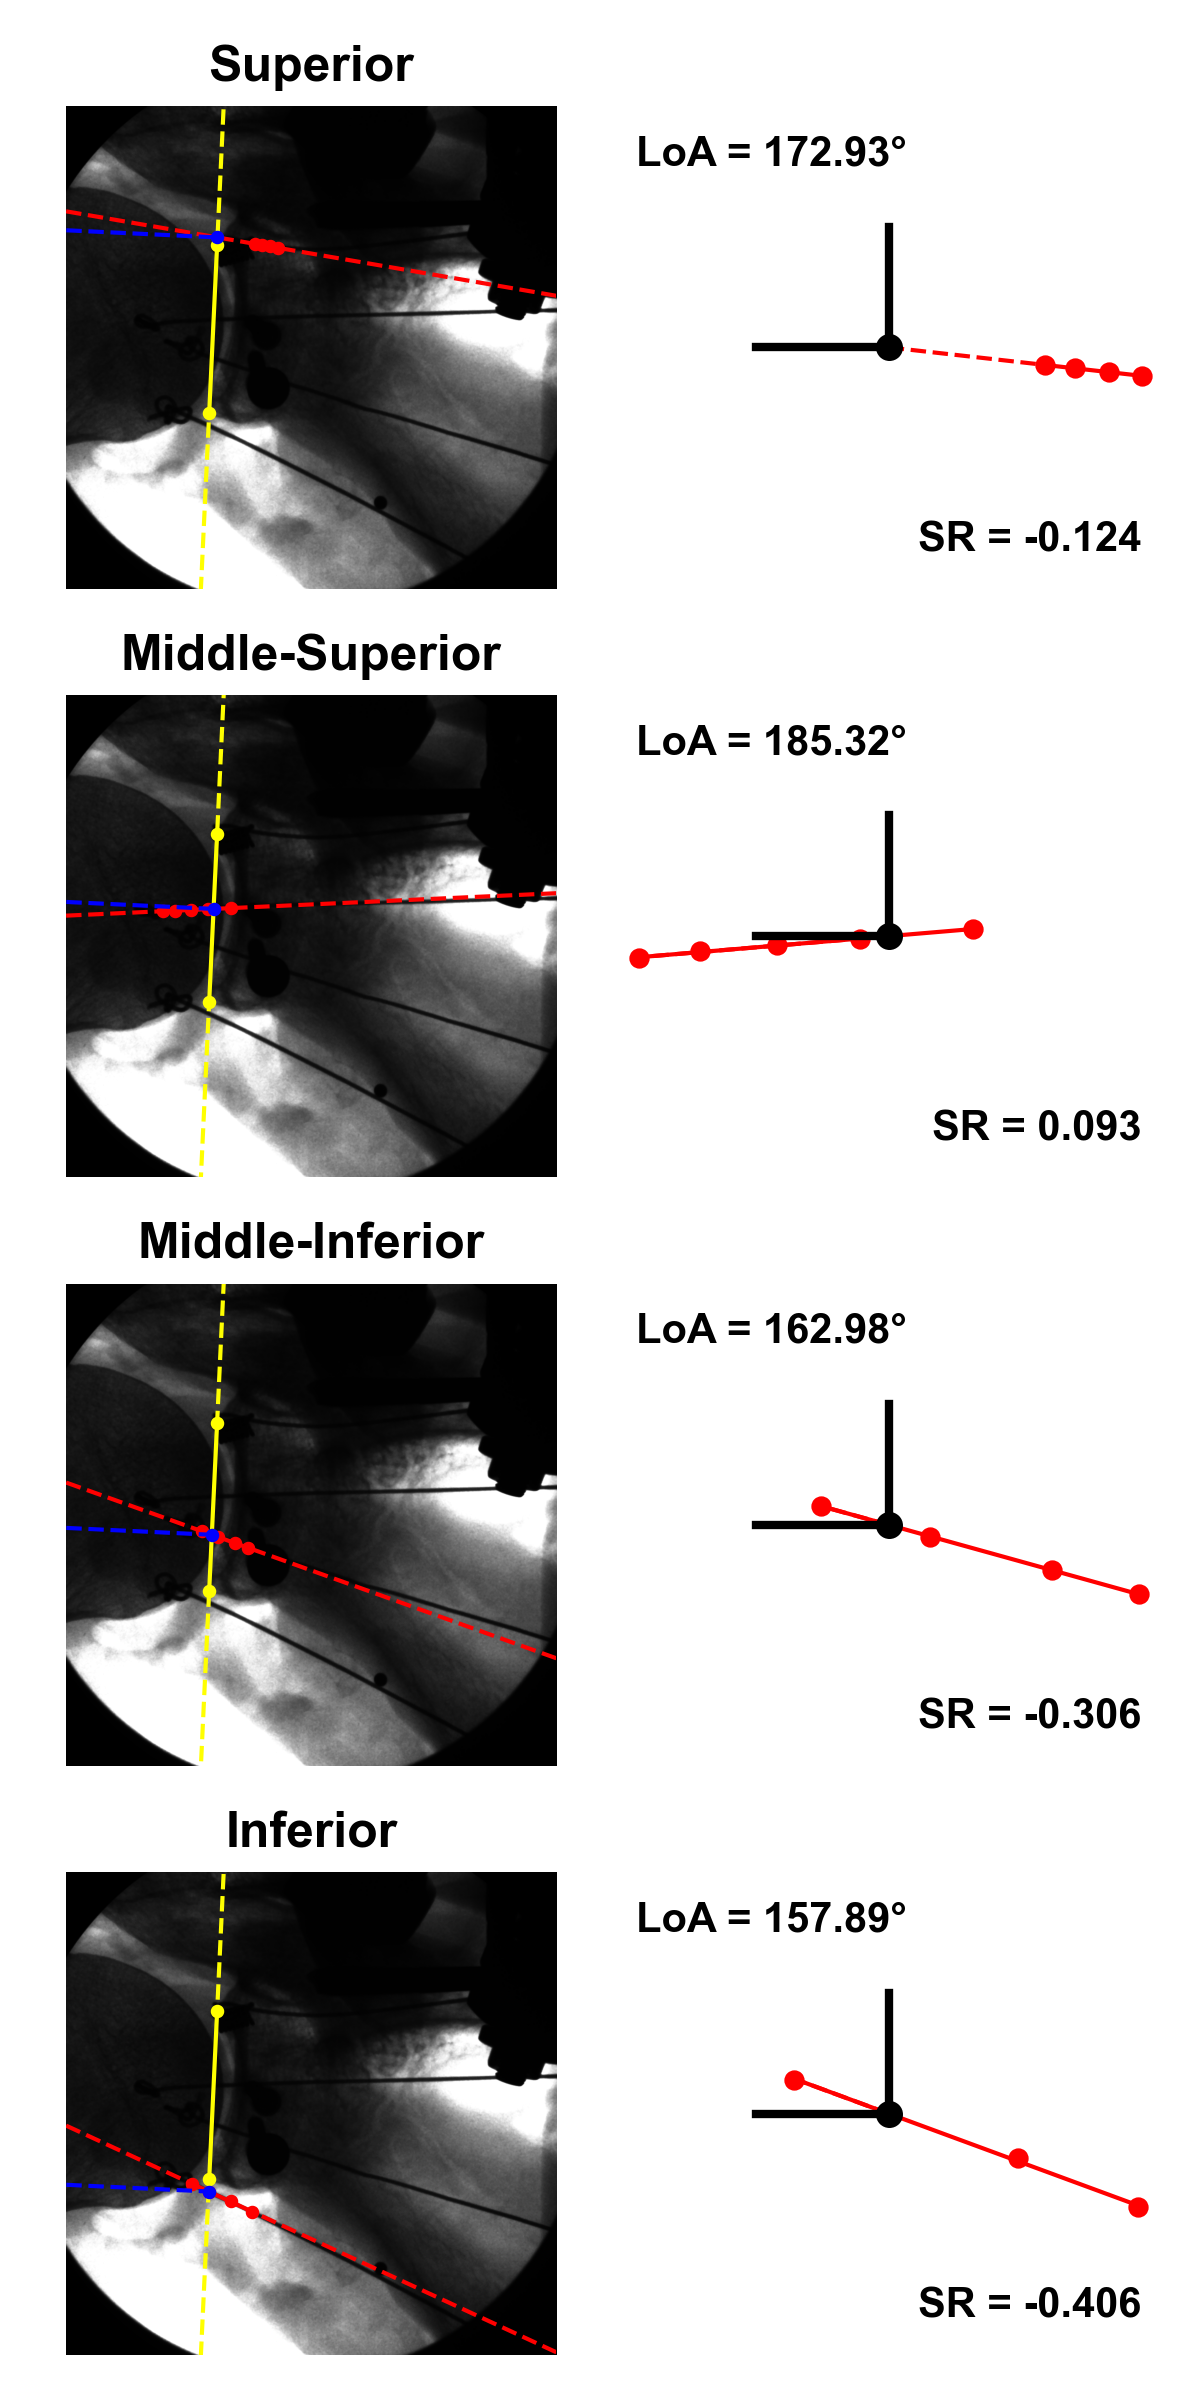 Superior
LoA = 172.93°
SR = -0.124
Middle-Superior
LoA = 185.32°
SR = 0.093
Middle-Inferior
LoA = 162.98°
SR = -0.306
Inferior
LoA = 157.89°
SR = -0.406